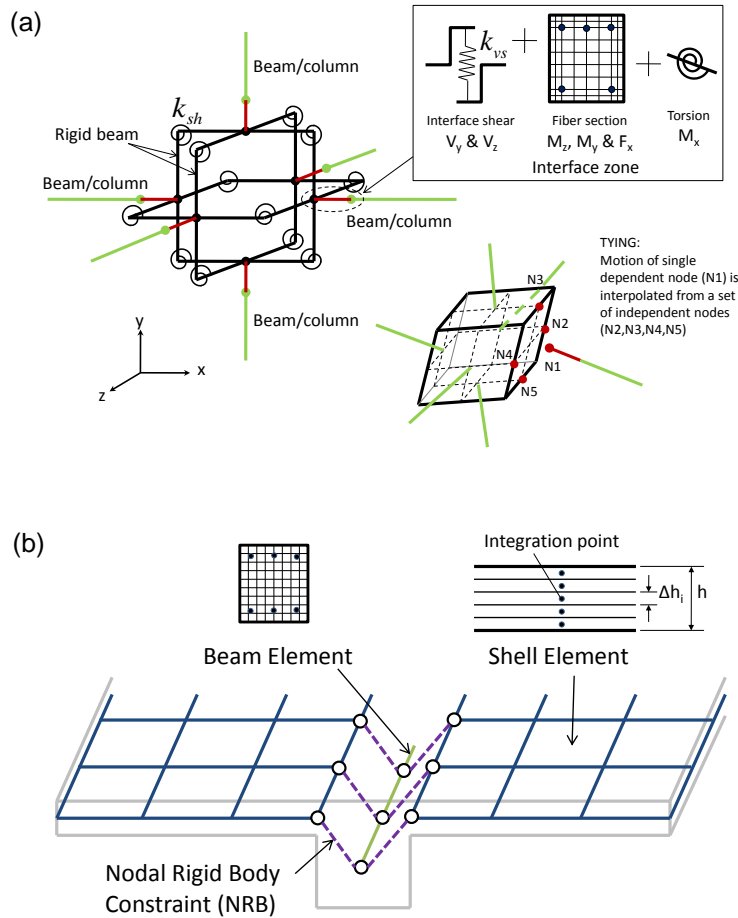 (a)
Beam/column
k_sh
Rigid beam
Beam/column
Beam/column
Beam/column
k_vs
Interface shear
V_y & V_z
Fiber section
M_z, M_y & F_x
Torsion
M_x
Interface zone
y
x
z
TYING:
Motion of single
dependent node (N1) is
interpolated from a set
of independent nodes
(N2,N3,N4,N5)
N3
N2
N4
N1
N5
(b)
Integration point
Δh_i
h
Beam Element
Shell Element
Nodal Rigid Body
Constraint (NRB)